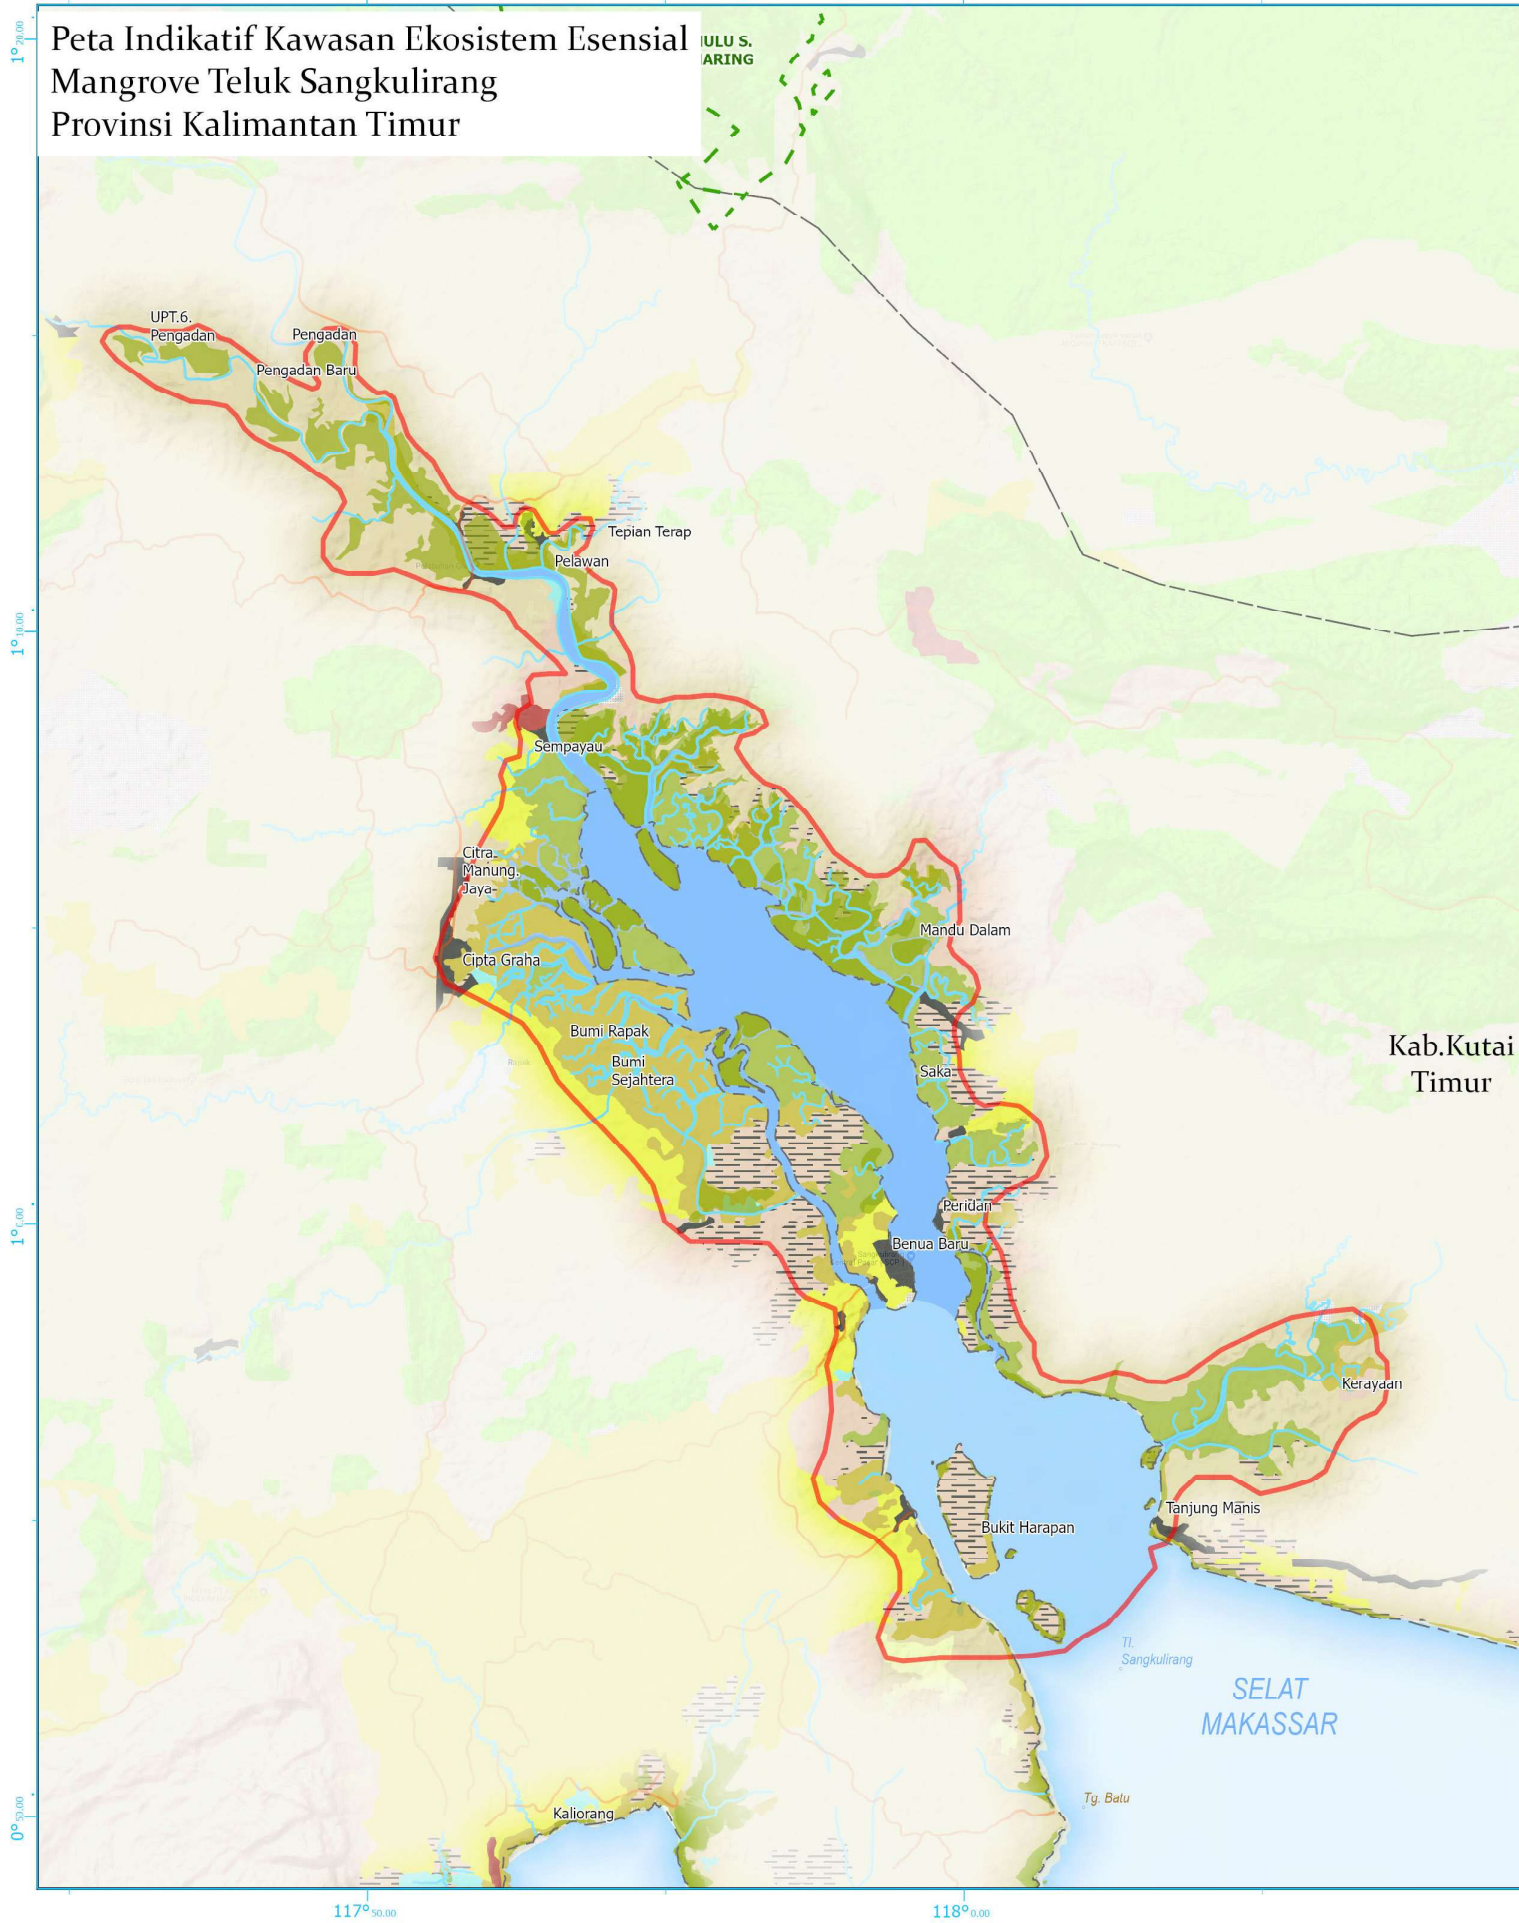 Peta Indikatif Kawasan Ekosistem Esensial
Mangrove Teluk Sangkulirang
Provinsi Kalimantan Timur
ULU S.
ARING
1° 20.00
UPT.6.
Pengadan
Pengadan
Pengadan Baru
Tepian Terap
Pelawan
1° 10.00
Sempayau
Citra
Manung.
Jaya
Mandu Dalam
Cipta Graha
Bumi Rapak
Bumi
Sejahtera
Saka
Kab.Kutai
Timur
1° 0.00
Peridan
Benua Baru
Kerayaan
Tanjung Manis
Bukit Harapan
Tl.
Sangkulirang
SELAT
MAKASSAR
Tg. Batu
Kaliorang
0° 50.00
117° 50.00
118° 0.00